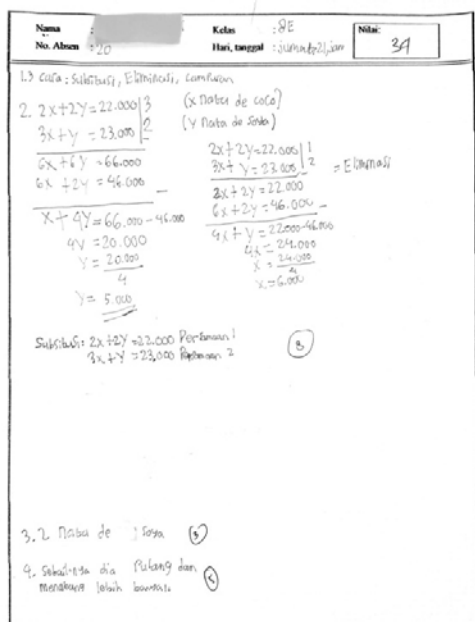 Nama :
Kelas : 8E
Nilai: 34
No. Absen : 20
Hari, tanggal : jumat, 21, jan
1.3 cara : Subitusi, Eliminasi, campuran
2. 2x + 2y = 22.000 | 3
3x + y = 23.000 | 2
(x nata de coco)
(y nata de soya)
6x + 6y = 66.000
6x + 2y = 46.000 –
x + 4y = 66.000 - 46.000
4y = 20.000
y = 20.000
4
y = 5.000
2x + 2y = 22.000 | 1
3x + y = 23.000 | 2
= Eliminasi
2x + 2y = 22.000
6x + 2y = 46.000 –
4x + y = 22.000 - 46.000
4x = 24.000
x = 24.000
4
x = 6.000
Subsitusi: 2x + 2y = 22.000 Persamaan 1
3x + y = 23.000 Persamaan 2
8
3. 2 Nata de soya
3
4. Sebaiknya dia Pulang dan
menabung lebih banyak.